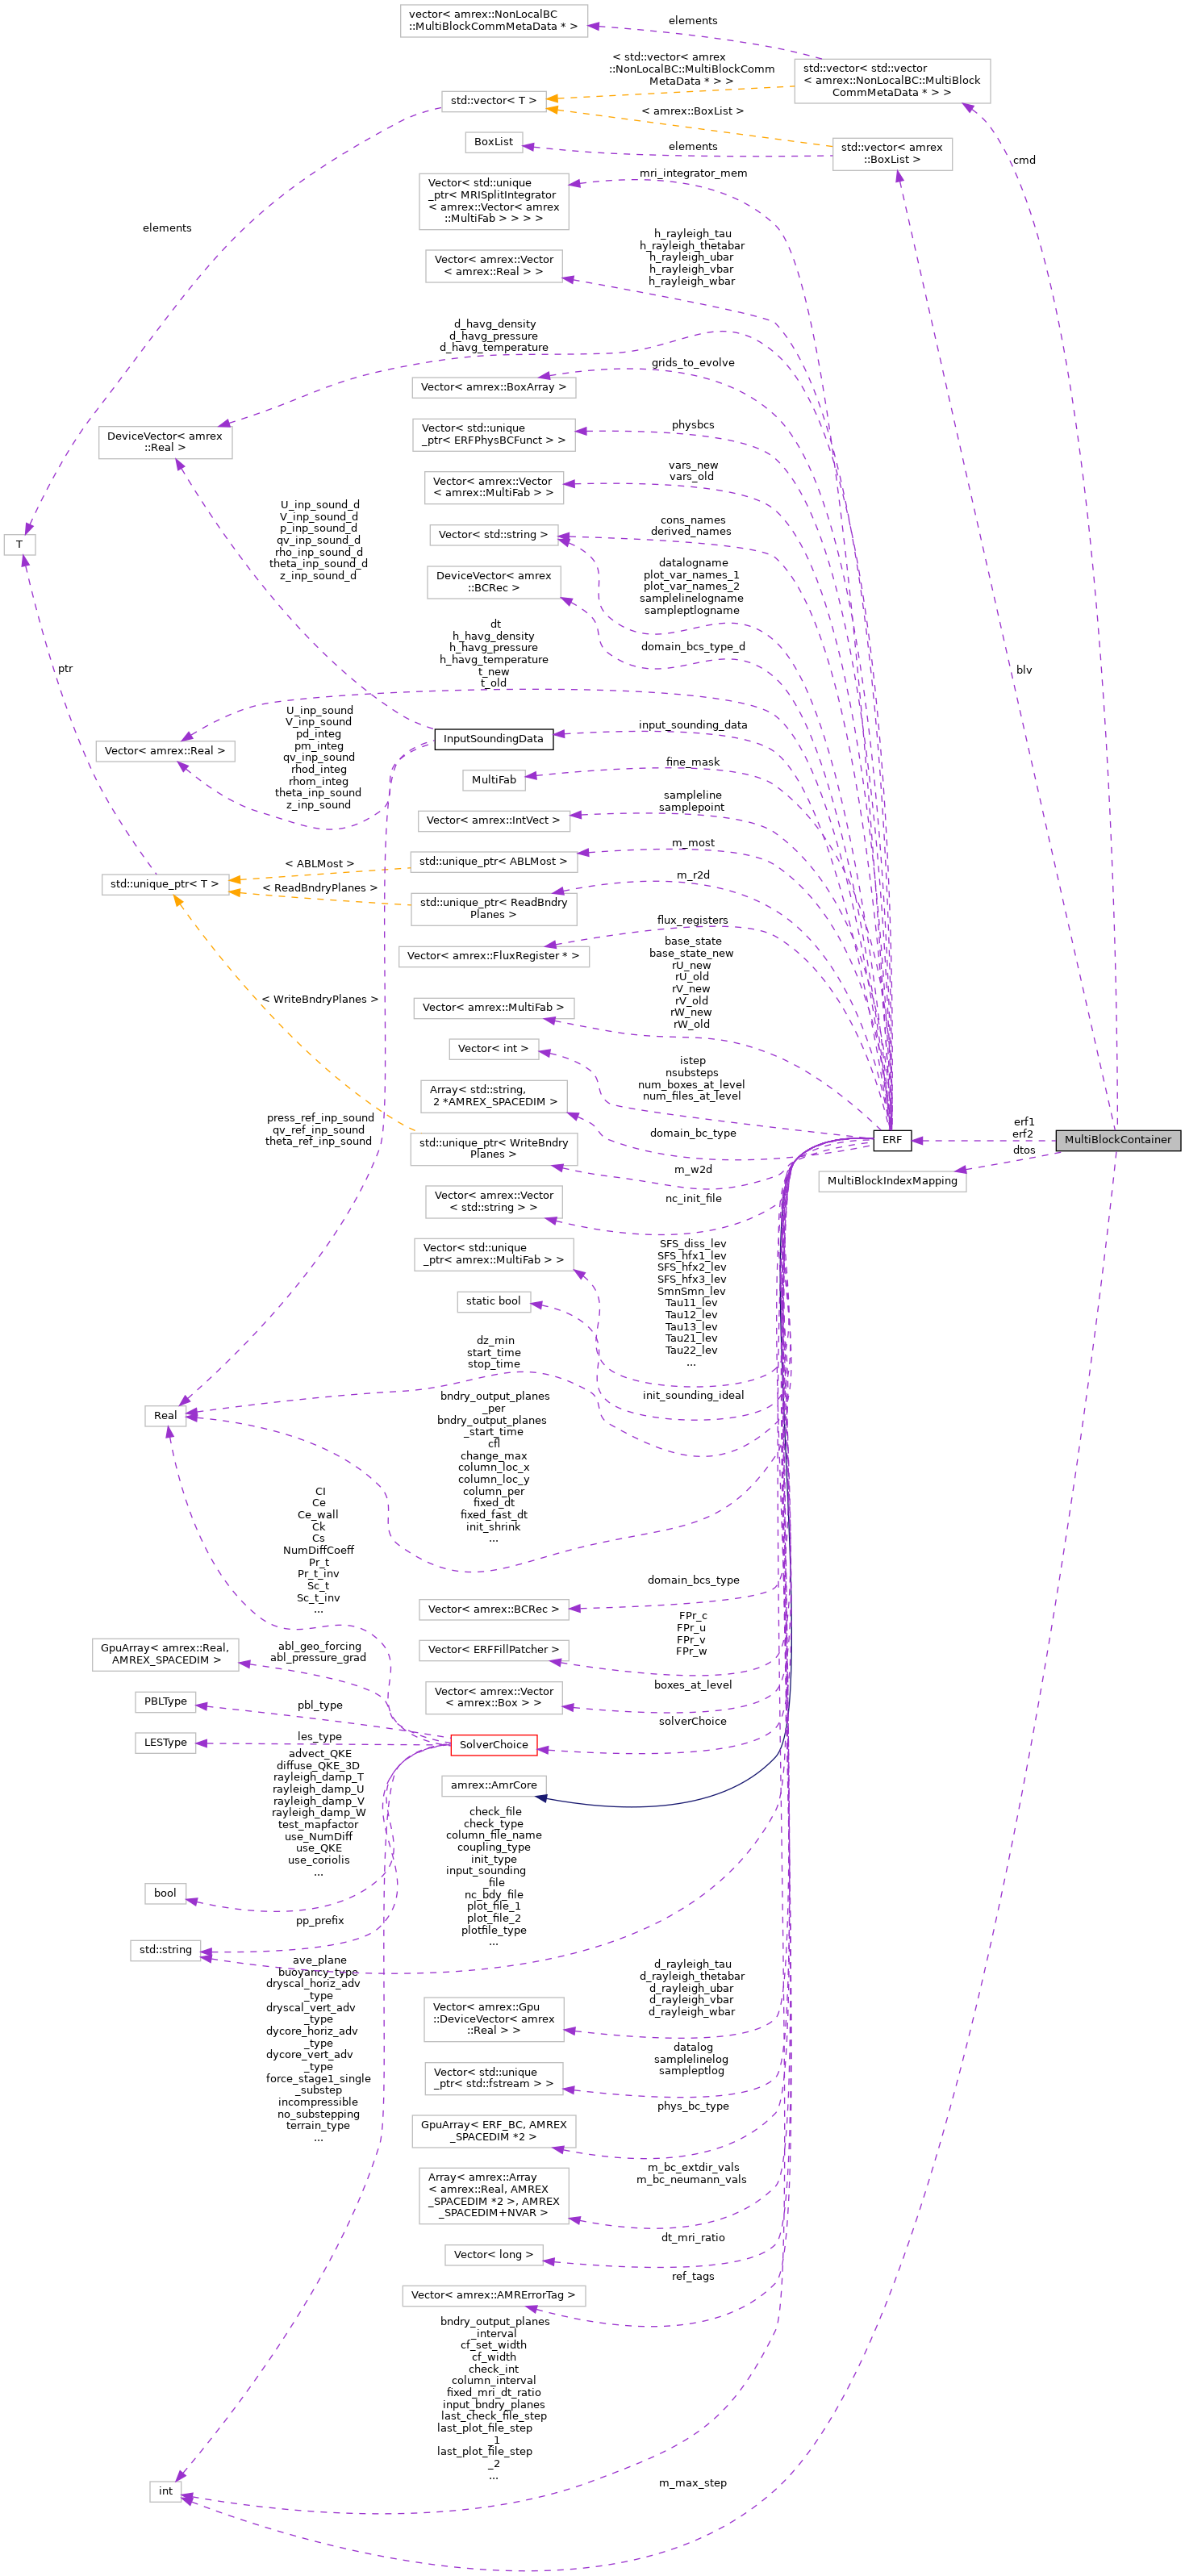 vector< amrex::NonLocalBC
::MultiBlockCommMetaData * >
elements
< std::vector< amrex
::NonLocalBC::MultiBlockComm
MetaData * > >
std::vector< std::vector
< amrex::NonLocalBC::MultiBlock
CommMetaData * > >
std::vector< T >
< amrex::BoxList >
BoxList
elements
std::vector< amrex
::BoxList >
cmd
mri_integrator_mem
Vector< std::unique
_ptr< MRISplitIntegrator
< amrex::Vector< amrex
::MultiFab > > > >
elements
h_rayleigh_tau
h_rayleigh_thetabar
h_rayleigh_ubar
h_rayleigh_vbar
h_rayleigh_wbar
Vector< amrex::Vector
< amrex::Real > >
d_havg_density
d_havg_pressure
d_havg_temperature
grids_to_evolve
Vector< amrex::BoxArray >
DeviceVector< amrex
::Real >
physbcs
Vector< std::unique
_ptr< ERFPhysBCFunct > >
vars_new
vars_old
Vector< amrex::Vector
< amrex::MultiFab > >
U_inp_sound_d
V_inp_sound_d
p_inp_sound_d
qv_inp_sound_d
rho_inp_sound_d
theta_inp_sound_d
z_inp_sound_d
cons_names
derived_names
Vector< std::string >
T
datalogname
plot_var_names_1
plot_var_names_2
samplelinelogname
sampleptlogname
DeviceVector< amrex
::BCRec >
dt
h_havg_density
h_havg_pressure
h_havg_temperature
t_new
t_old
domain_bcs_type_d
ptr
blv
U_inp_sound
V_inp_sound
pd_integ
pm_integ
qv_inp_sound
rhod_integ
rhom_integ
theta_inp_sound
z_inp_sound
Vector< amrex::Real >
InputSoundingData
input_sounding_data
MultiFab
fine_mask
sampleline
samplepoint
Vector< amrex::IntVect >
m_most
< ABLMost >
std::unique_ptr< ABLMost >
std::unique_ptr< T >
< ReadBndryPlanes >
m_r2d
std::unique_ptr< ReadBndry
Planes >
flux_registers
Vector< amrex::FluxRegister * >
base_state
base_state_new
rU_new
rU_old
rV_new
rV_old
rW_new
rW_old
< WriteBndryPlanes >
Vector< amrex::MultiFab >
Vector< int >
istep
nsubsteps
num_boxes_at_level
num_files_at_level
Array< std::string,
2 *AMREX_SPACEDIM >
press_ref_inp_sound
qv_ref_inp_sound
theta_ref_inp_sound
domain_bc_type
std::unique_ptr< WriteBndry
Planes >
m_w2d
ERF
erf1
erf2
MultiBlockContainer
dtos
MultiBlockIndexMapping
nc_init_file
Vector< amrex::Vector
< std::string > >
Vector< std::unique
_ptr< amrex::MultiFab > >
SFS_diss_lev
SFS_hfx1_lev
SFS_hfx2_lev
SFS_hfx3_lev
SmnSmn_lev
Tau11_lev
Tau12_lev
Tau13_lev
Tau21_lev
Tau22_lev
...
static bool
dz_min
start_time
stop_time
init_sounding_ideal
Real
bndry_output_planes
_per
bndry_output_planes
_start_time
cfl
change_max
column_loc_x
column_loc_y
column_per
fixed_dt
fixed_fast_dt
init_shrink
...
CI
Ce
Ce_wall
Ck
Cs
NumDiffCoeff
Pr_t
Pr_t_inv
Sc_t
Sc_t_inv
...
domain_bcs_type
Vector< amrex::BCRec >
FPr_c
FPr_u
FPr_v
FPr_w
Vector< ERFFillPatcher >
GpuArray< amrex::Real,
AMREX_SPACEDIM >
abl_geo_forcing
abl_pressure_grad
boxes_at_level
Vector< amrex::Vector
< amrex::Box > >
PBLType
pbl_type
solverChoice
LESType
les_type
SolverChoice
advect_QKE
diffuse_QKE_3D
rayleigh_damp_T
rayleigh_damp_U
rayleigh_damp_V
rayleigh_damp_W
test_mapfactor
use_NumDiff
use_QKE
use_coriolis
...
amrex::AmrCore
check_file
check_type
column_file_name
coupling_type
init_type
input_sounding
_file
nc_bdy_file
plot_file_1
plot_file_2
plotfile_type
...
bool
pp_prefix
std::string
ave_plane
buoyancy_type
dryscal_horiz_adv
_type
dryscal_vert_adv
_type
dycore_horiz_adv
_type
dycore_vert_adv
_type
force_stage1_single
_substep
incompressible
no_substepping
terrain_type
...
d_rayleigh_tau
d_rayleigh_thetabar
d_rayleigh_ubar
d_rayleigh_vbar
d_rayleigh_wbar
Vector< amrex::Gpu
::DeviceVector< amrex
::Real > >
datalog
samplelinelog
sampleptlog
Vector< std::unique
_ptr< std::fstream > >
phys_bc_type
GpuArray< ERF_BC, AMREX
_SPACEDIM *2 >
m_bc_extdir_vals
m_bc_neumann_vals
Array< amrex::Array
< amrex::Real, AMREX
_SPACEDIM *2 >, AMREX
_SPACEDIM+NVAR >
dt_mri_ratio
Vector< long >
ref_tags
Vector< amrex::AMRErrorTag >
bndry_output_planes
_interval
cf_set_width
cf_width
check_int
column_interval
fixed_mri_dt_ratio
input_bndry_planes
last_check_file_step
last_plot_file_step
_1
last_plot_file_step
_2
...
int
m_max_step